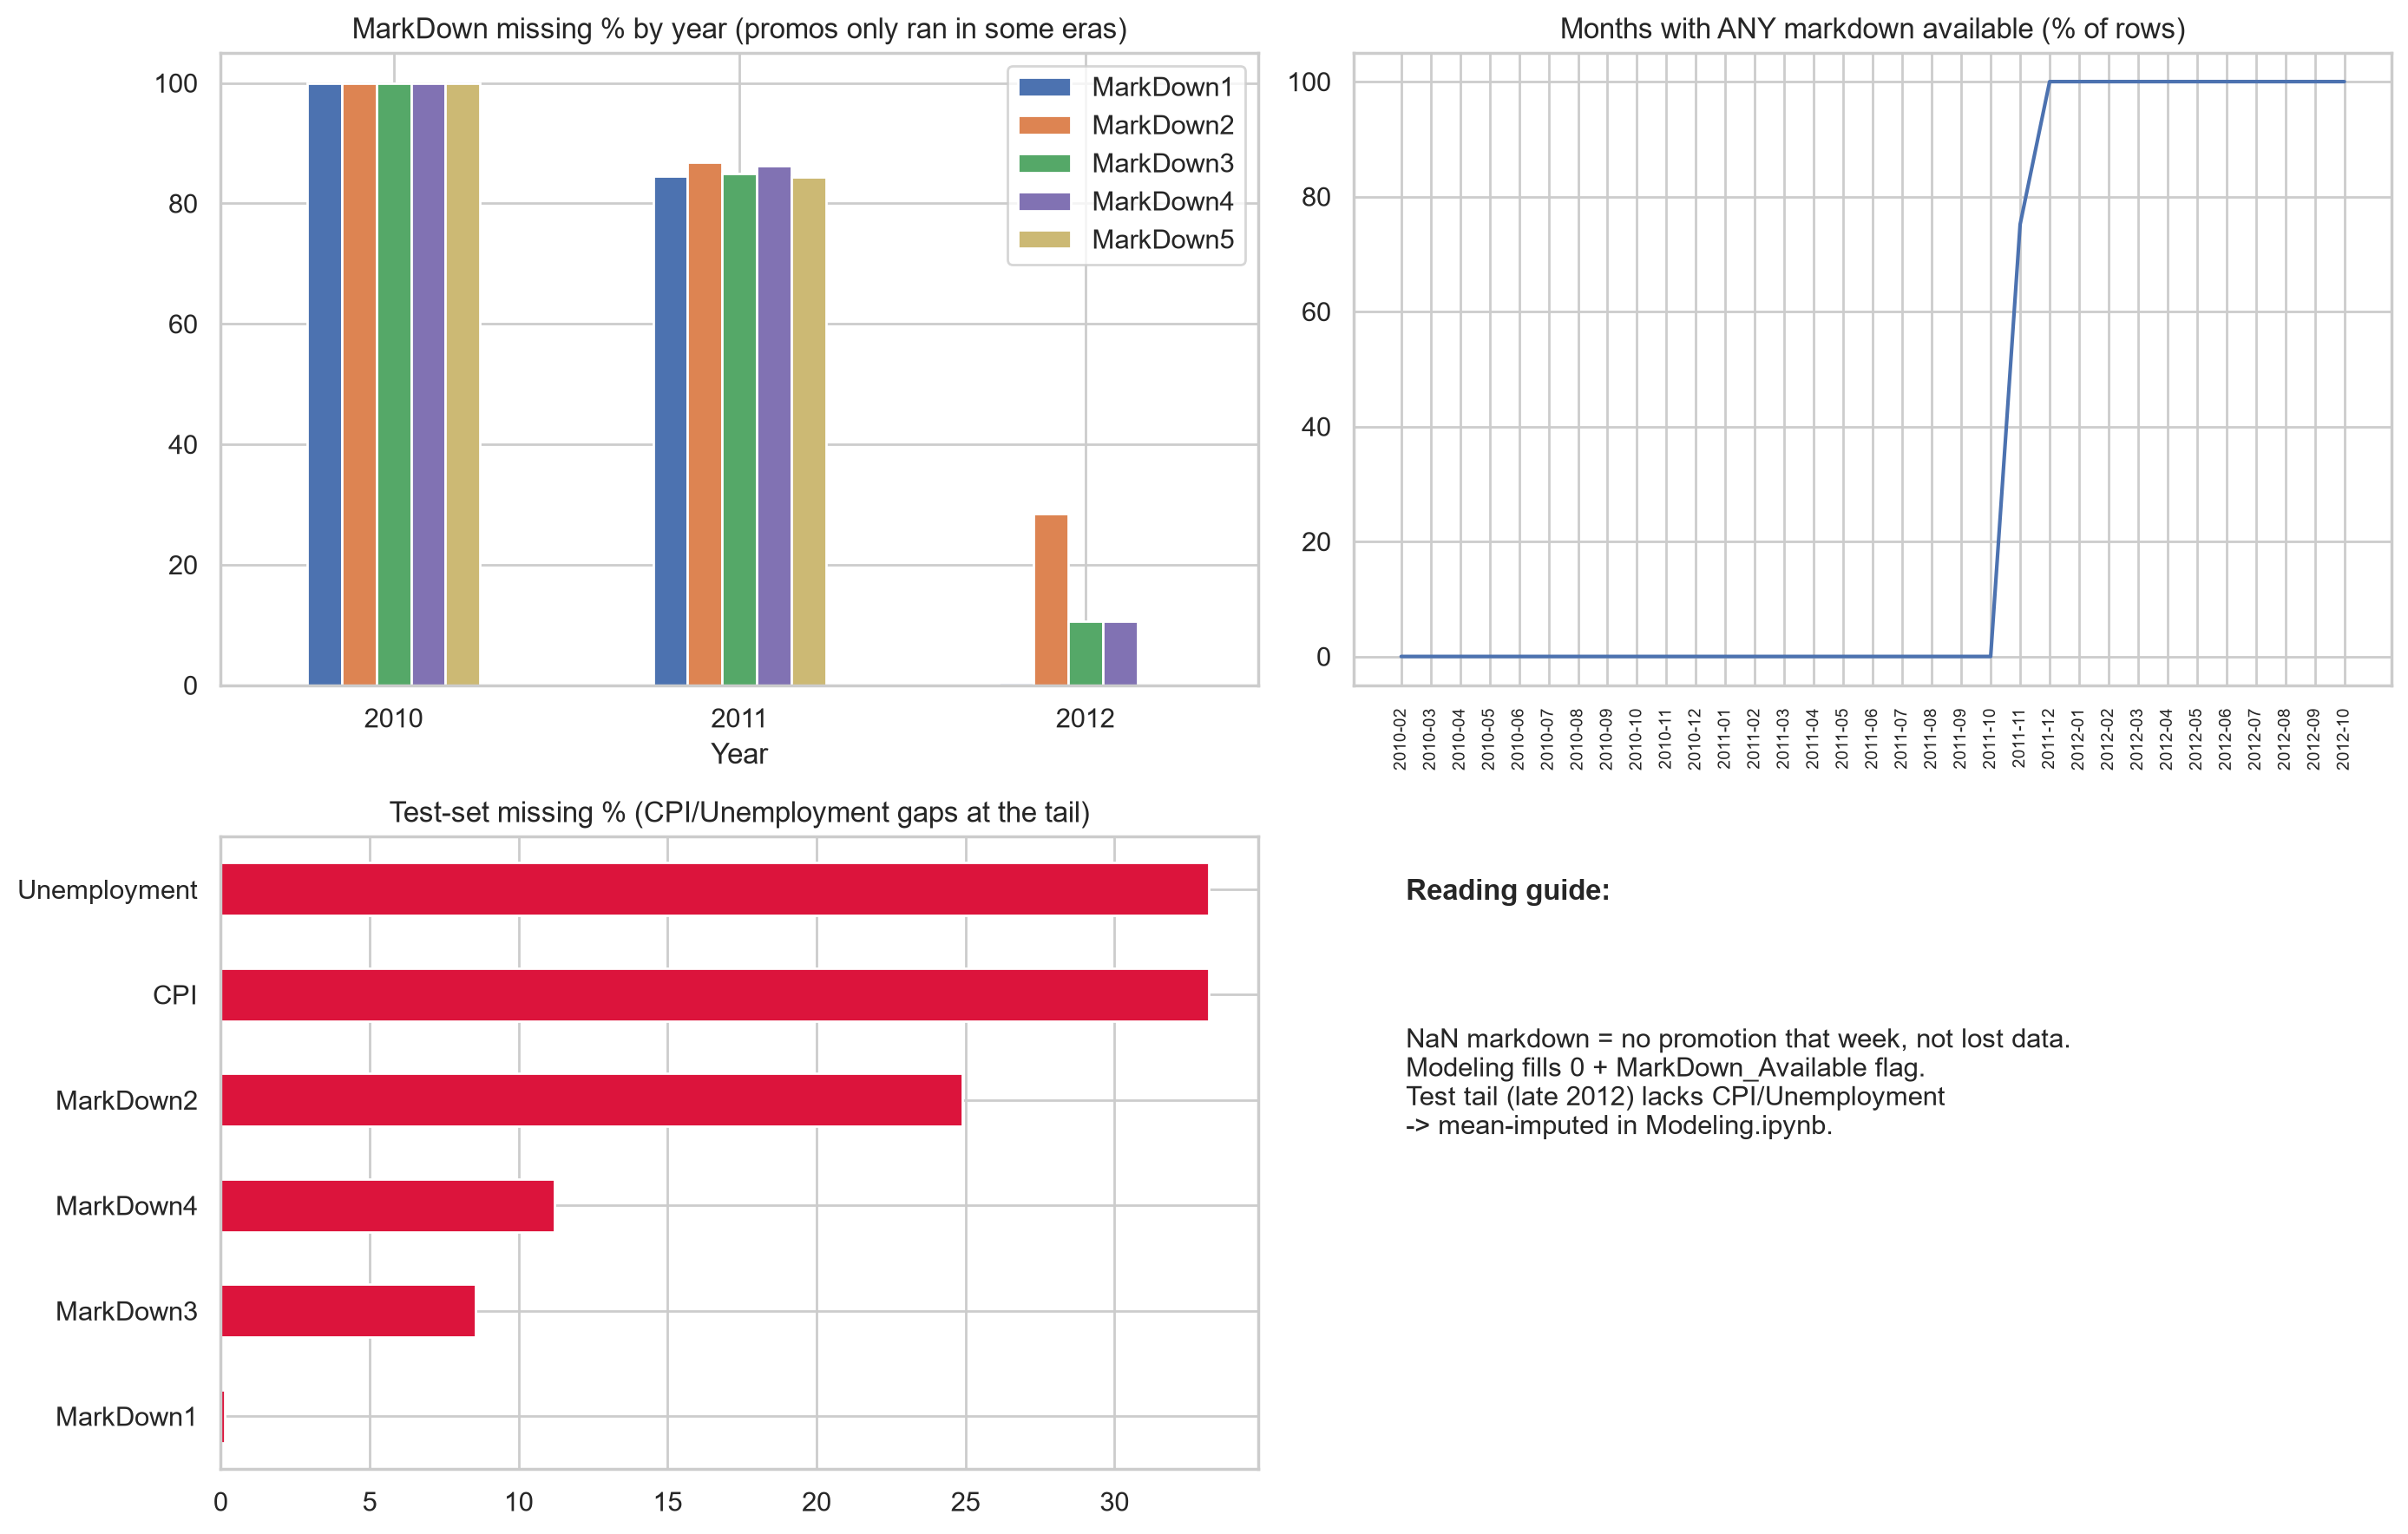 MarkDown missing % by year (promos only ran in some eras)
100
80
60
40
20
0
MarkDown1
MarkDown2
MarkDown3
MarkDown4
MarkDown5
2010
2011
2012
Year
Months with ANY markdown available (% of rows)
100
80
60
40
20
0
2010-02
2010-03
2010-04
2010-05
2010-06
2010-07
2010-08
2010-09
2010-10
2010-11
2010-12
2011-01
2011-02
2011-03
2011-04
2011-05
2011-06
2011-07
2011-08
2011-09
2011-10
2011-11
2011-12
2012-01
2012-02
2012-03
2012-04
2012-05
2012-06
2012-07
2012-08
2012-09
2012-10
Test-set missing % (CPI/Unemployment gaps at the tail)
Unemployment
CPI
MarkDown2
MarkDown4
MarkDown3
MarkDown1
0
5
10
15
20
25
30
Reading guide:
NaN markdown = no promotion that week, not lost data.
Modeling fills 0 + MarkDown_Available flag.
Test tail (late 2012) lacks CPI/Unemployment
-> mean-imputed in Modeling.ipynb.